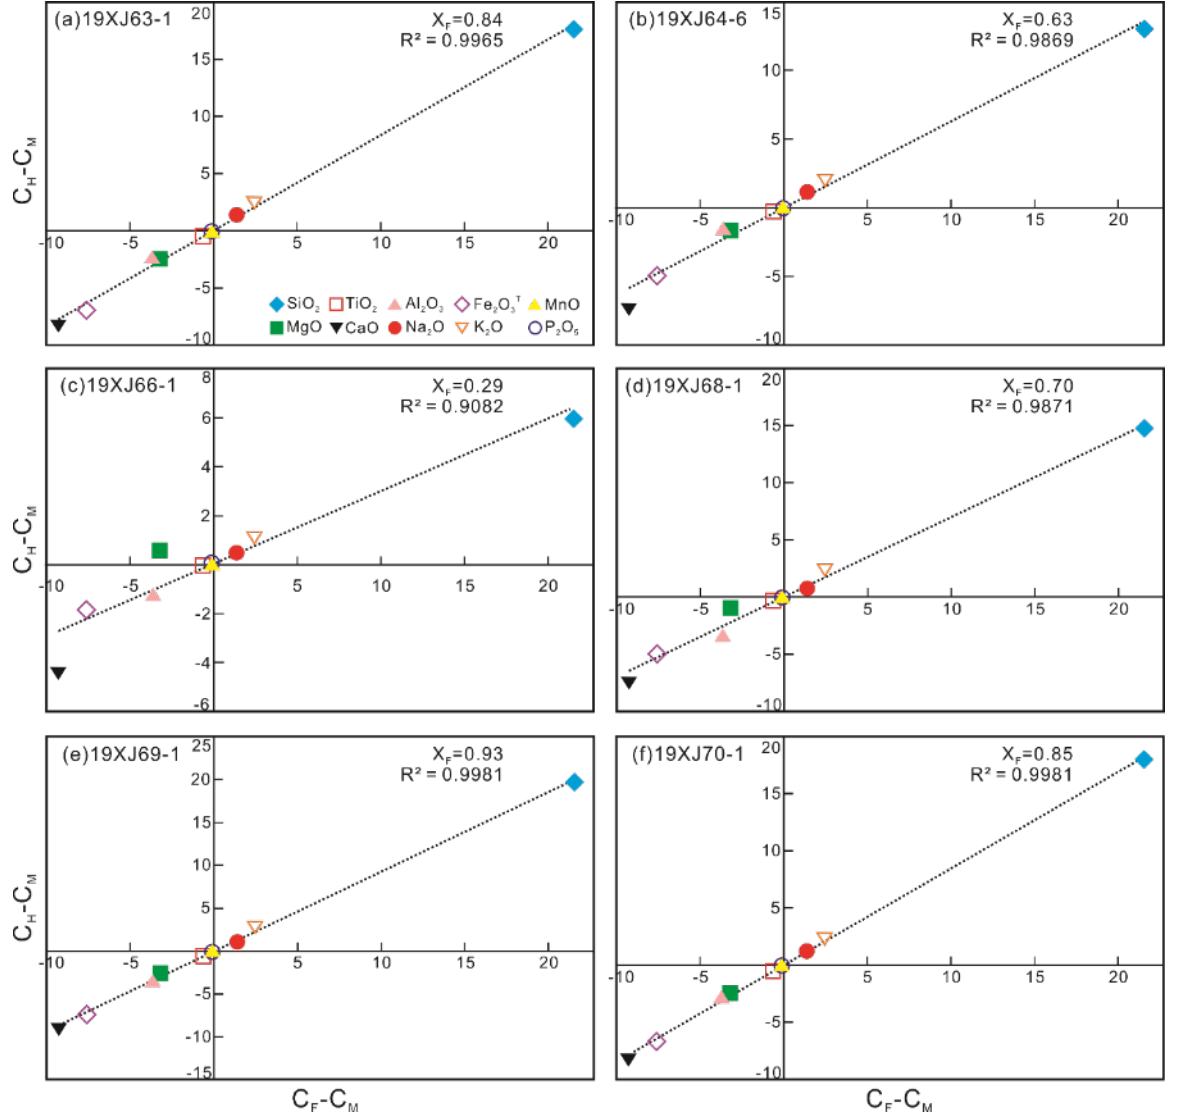 (a)19XJ63-1
X_F=0.84
R² = 0.9965
20
15
10
5
-10
-5
5
10
15
20
-5
-10
SiO₂
TiO₂
Al₂O₃
Fe₂O₃ᵀ
MnO
MgO
CaO
Na₂O
K₂O
P₂O₅
C_H-C_M
(b)19XJ64-6
X_F=0.63
R² = 0.9869
15
10
5
-10
-5
5
10
15
20
-5
-10
(c)19XJ66-1
X_F=0.29
R² = 0.9082
8
6
4
2
-10
-5
5
10
15
20
-2
-4
-6
C_H-C_M
(d)19XJ68-1
X_F=0.70
R² = 0.9871
20
15
10
5
-10
-5
5
10
15
20
-5
-10
(e)19XJ69-1
X_F=0.93
R² = 0.9981
25
20
15
10
5
-10
-5
5
10
15
20
-5
-10
-15
C_H-C_M
C_F-C_M
(f)19XJ70-1
X_F=0.85
R² = 0.9981
20
15
10
5
-10
-5
5
10
15
20
-5
-10
C_F-C_M